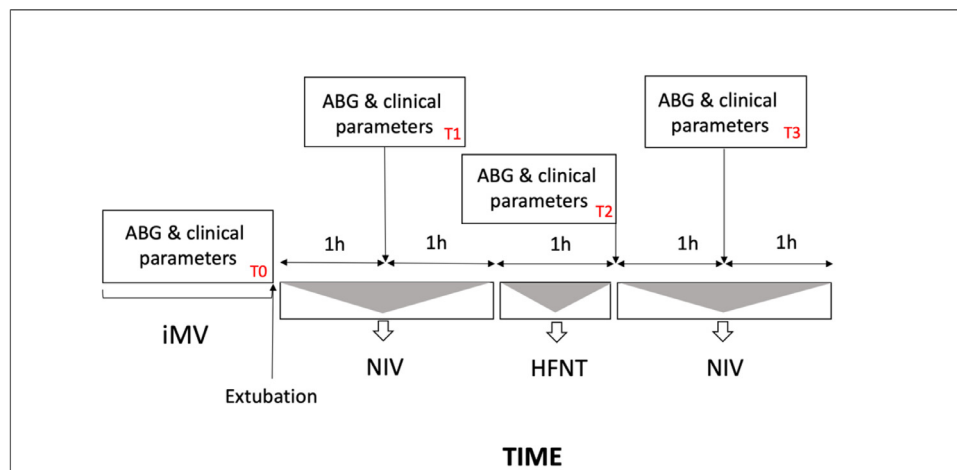 ABG & clinical
parameters T1
ABG & clinical
parameters T3
ABG & clinical
parameters T2
ABG & clinical
parameters T0
1h 1h 1h 1h 1h
iMV
NIV HFNT NIV
Extubation
TIME